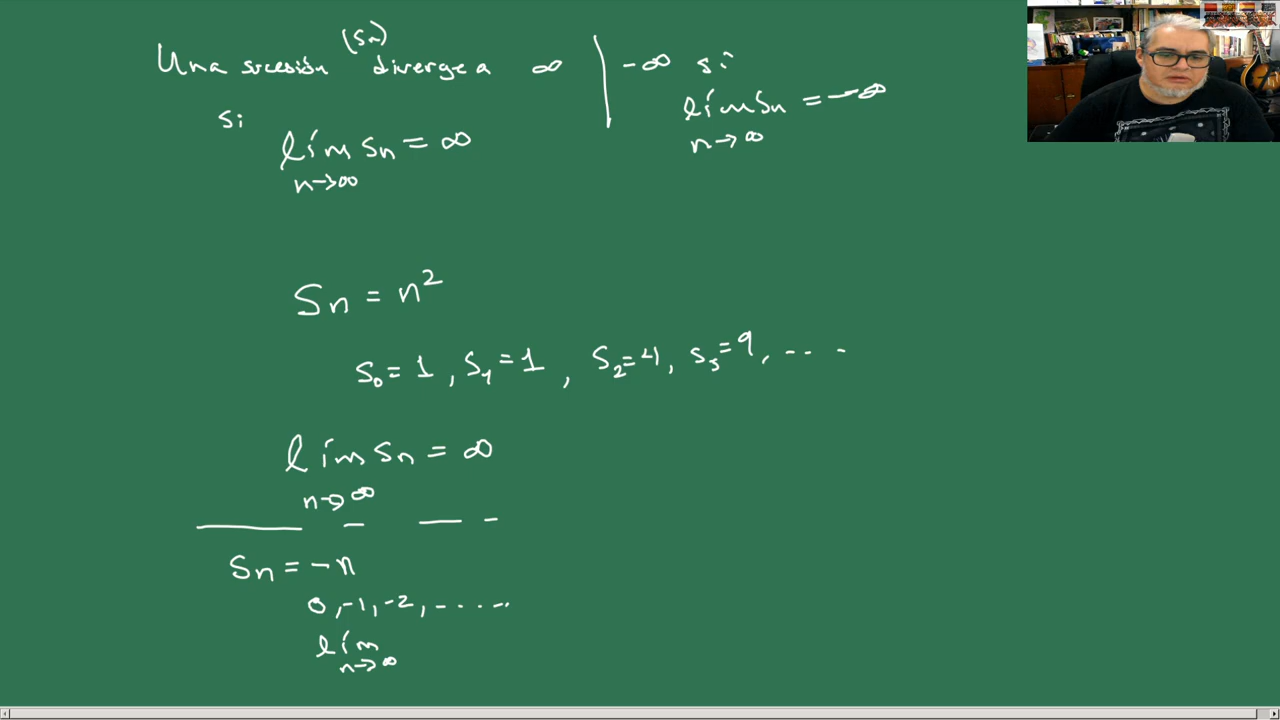 Una sucesión (Sn) diverge a ∞ | -∞ si
si lím Sn = ∞
n→∞
lím Sn = -∞
n→∞
Sn = n²
S₀ = 1, S₁ = 1, S₂ = 4, S₃ = 9, .....
lím Sn = ∞
n→∞
Sn = -n
0, -1, -2, .....
lím
n→∞